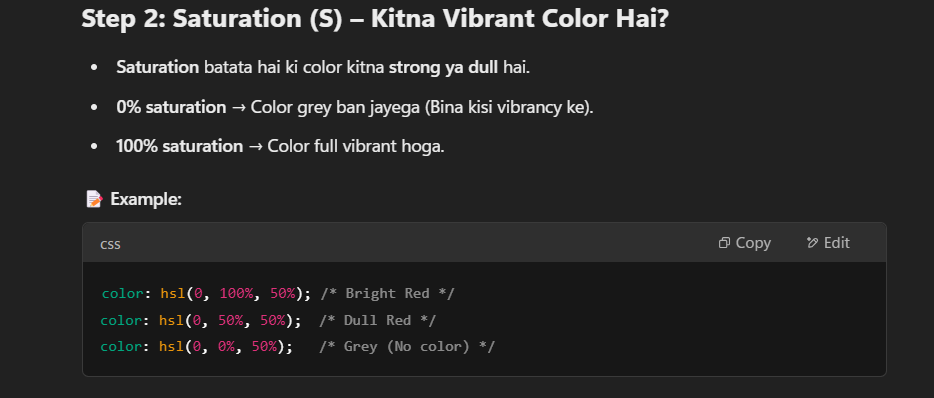 Step 2: Saturation (S) – Kitna Vibrant Color Hai?
• Saturation batata hai ki color kitna strong ya dull hai.
• 0% saturation → Color grey ban jayega (Bina kisi vibrancy ke).
• 100% saturation → Color full vibrant hoga.
📝 Example:
css Copy Edit
color: hsl(0, 100%, 50%); /* Bright Red */
color: hsl(0, 50%, 50%);  /* Dull Red */
color: hsl(0, 0%, 50%);   /* Grey (No color) */